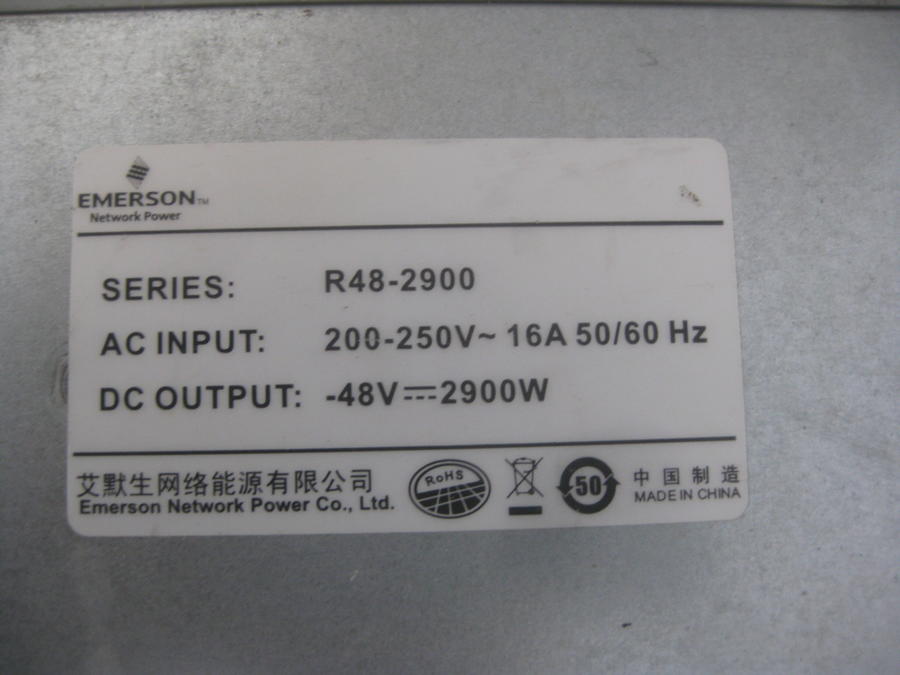 EMERSON™
Network Power
SERIES: R48-2900
AC INPUT: 200-250V~ 16A 50/60 Hz
DC OUTPUT: -48V⎓2900W
艾默生网络能源有限公司
Emerson Network Power Co., Ltd.
RoHS
50
中国制造
MADE IN CHINA